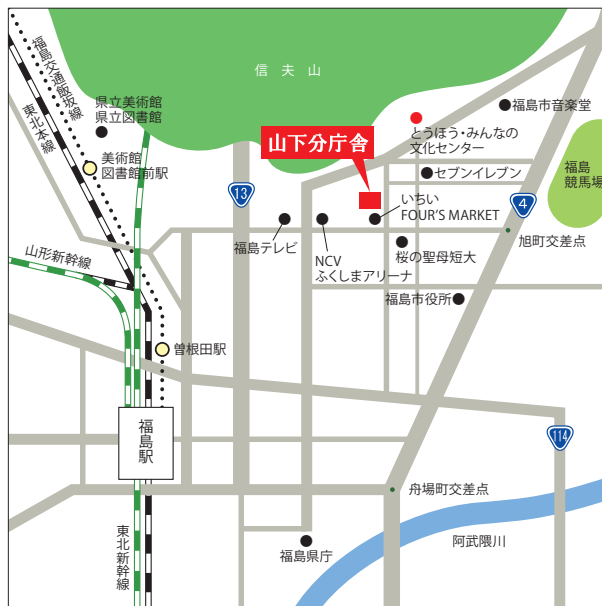 信夫山
福島交通飯坂線
東北本線
県立美術館
県立図書館
美術館
図書館前駅
福島市音楽堂
とうほう・みんなの
文化センター
山下分庁舎
セブンイレブン
福島
競馬場
13
4
いちい
FOUR'S MARKET
福島テレビ
NCV
ふくしまアリーナ
桜の聖母短大
旭町交差点
山形新幹線
福島市役所
曽根田駅
福島駅
114
舟場町交差点
東北新幹線
福島県庁
阿武隈川